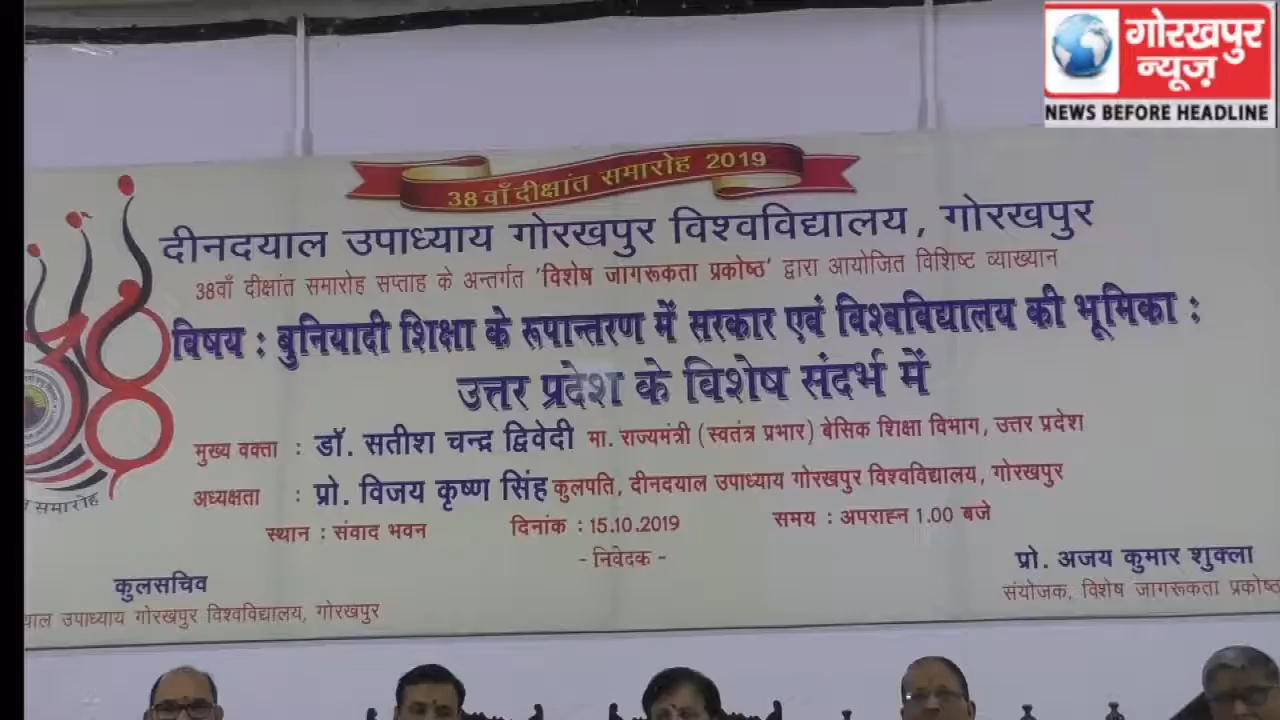 गोरखपुर
न्यूज़
NEWS BEFORE HEADLINE
38 वाँ दीक्षांत समारोह 2019
दीनदयाल उपाध्याय गोरखपुर विश्वविद्यालय, गोरखपुर
38वाँ दीक्षांत समारोह सप्ताह के अन्तर्गत 'विशेष जागरूकता प्रकोष्ठ' द्वारा आयोजित विशिष्ट व्याख्यान
विषय : बुनियादी शिक्षा के रूपान्तरण में सरकार एवं विश्वविद्यालय की भूमिका :
उत्तर प्रदेश के विशेष संदर्भ में
मुख्य वक्ता : डॉ. सतीश चन्द्र द्विवेदी मा. राज्यमंत्री (स्वतंत्र प्रभार) बेसिक शिक्षा विभाग, उत्तर प्रदेश
अध्यक्षता : प्रो. विजय कृष्ण सिंह कुलपति, दीनदयाल उपाध्याय गोरखपुर विश्वविद्यालय, गोरखपुर
समारोह
स्थान : संवाद भवन दिनांक : 15.10.2019 समय : अपराह्न 1.00 बजे
- निवेदक -
कुलसचिव
उपाध्याय गोरखपुर विश्वविद्यालय, गोरखपुर
प्रो. अजय कुमार शुक्ला
संयोजक, विशेष जागरूकता प्रकोष्ठ